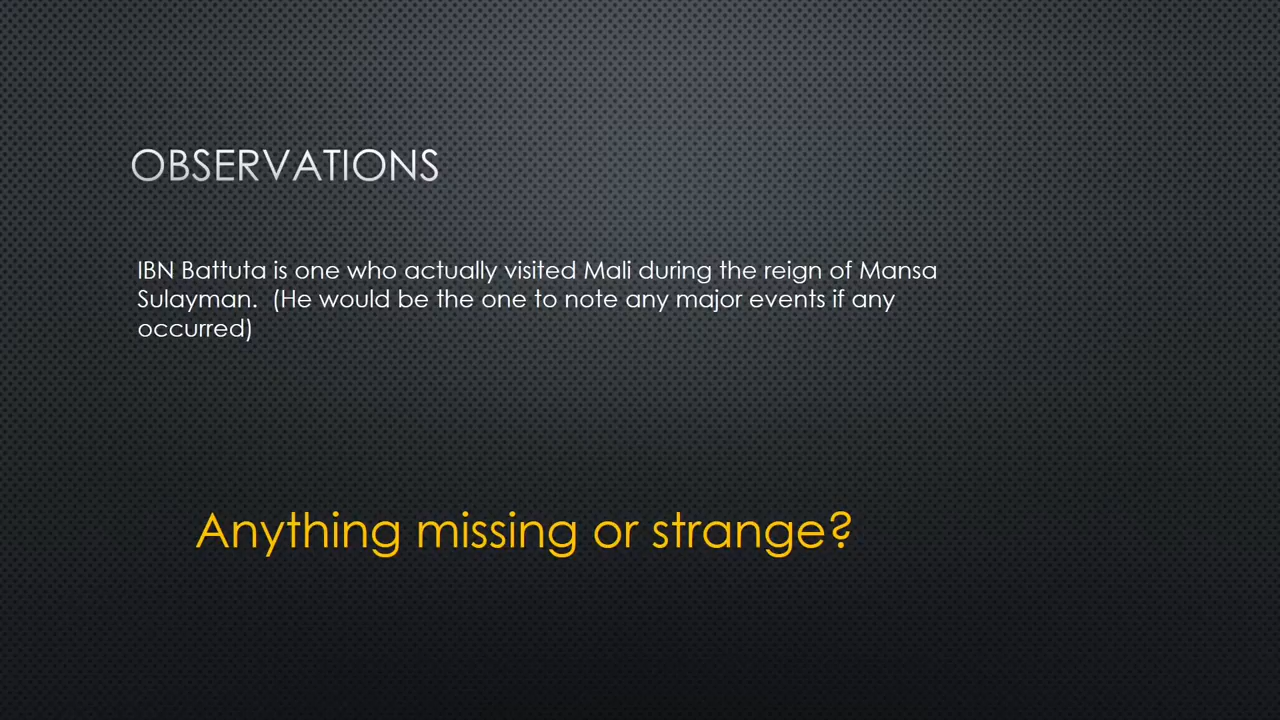 OBSERVATIONS
IBN Battuta is one who actually visited Mali during the reign of Mansa
Sulayman.  (He would be the one to note any major events if any
occurred)
Anything missing or strange?